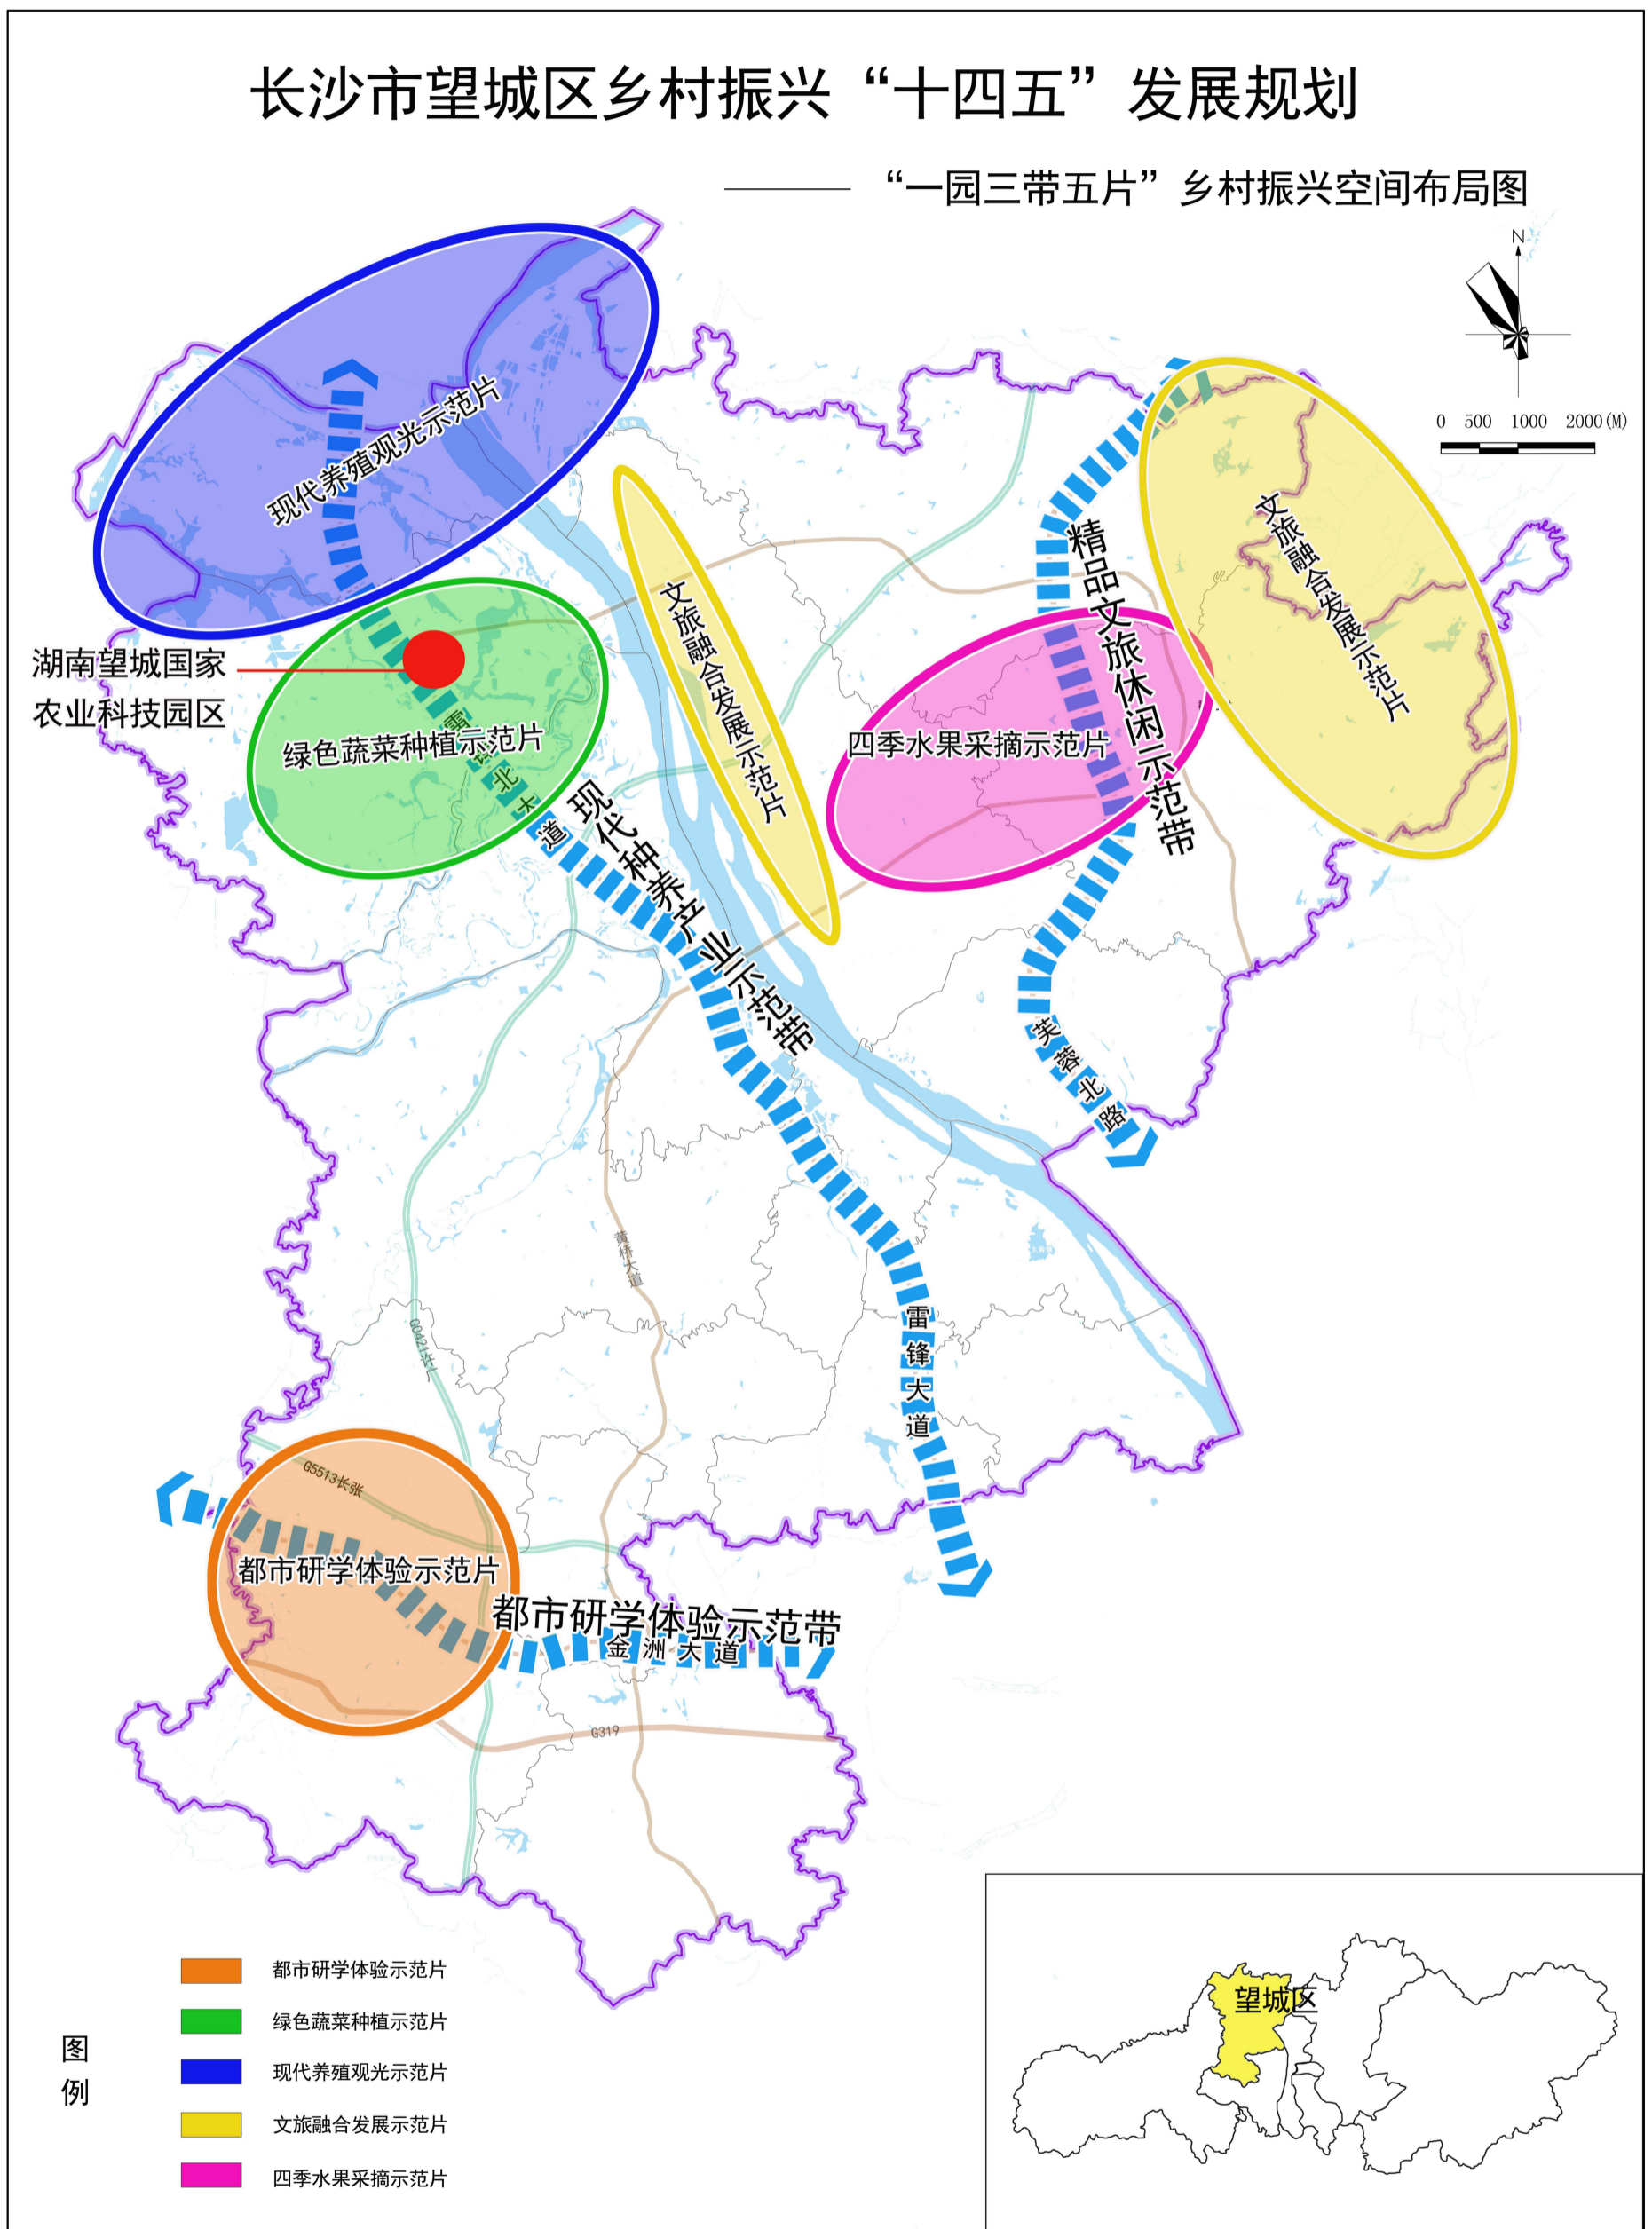 长沙市望城区乡村振兴“十四五”发展规划
“一园三带五片”乡村振兴空间布局图
N
0 500 1000 2000(M)
现代养殖观光示范片
湖南望城国家
农业科技园区
绿色蔬菜种植示范片
雷锋北大道
现代种养产业示范带
文旅融合发展示范片
四季水果采摘示范片
精品文旅休闲示范带
文旅融合发展示范片
芙蓉北路
黄桥大道
G0421许广
雷锋大道
G5513长张
都市研学体验示范片
都市研学体验示范带
金洲大道
G319
图例
都市研学体验示范片
绿色蔬菜种植示范片
现代养殖观光示范片
文旅融合发展示范片
四季水果采摘示范片
望城区